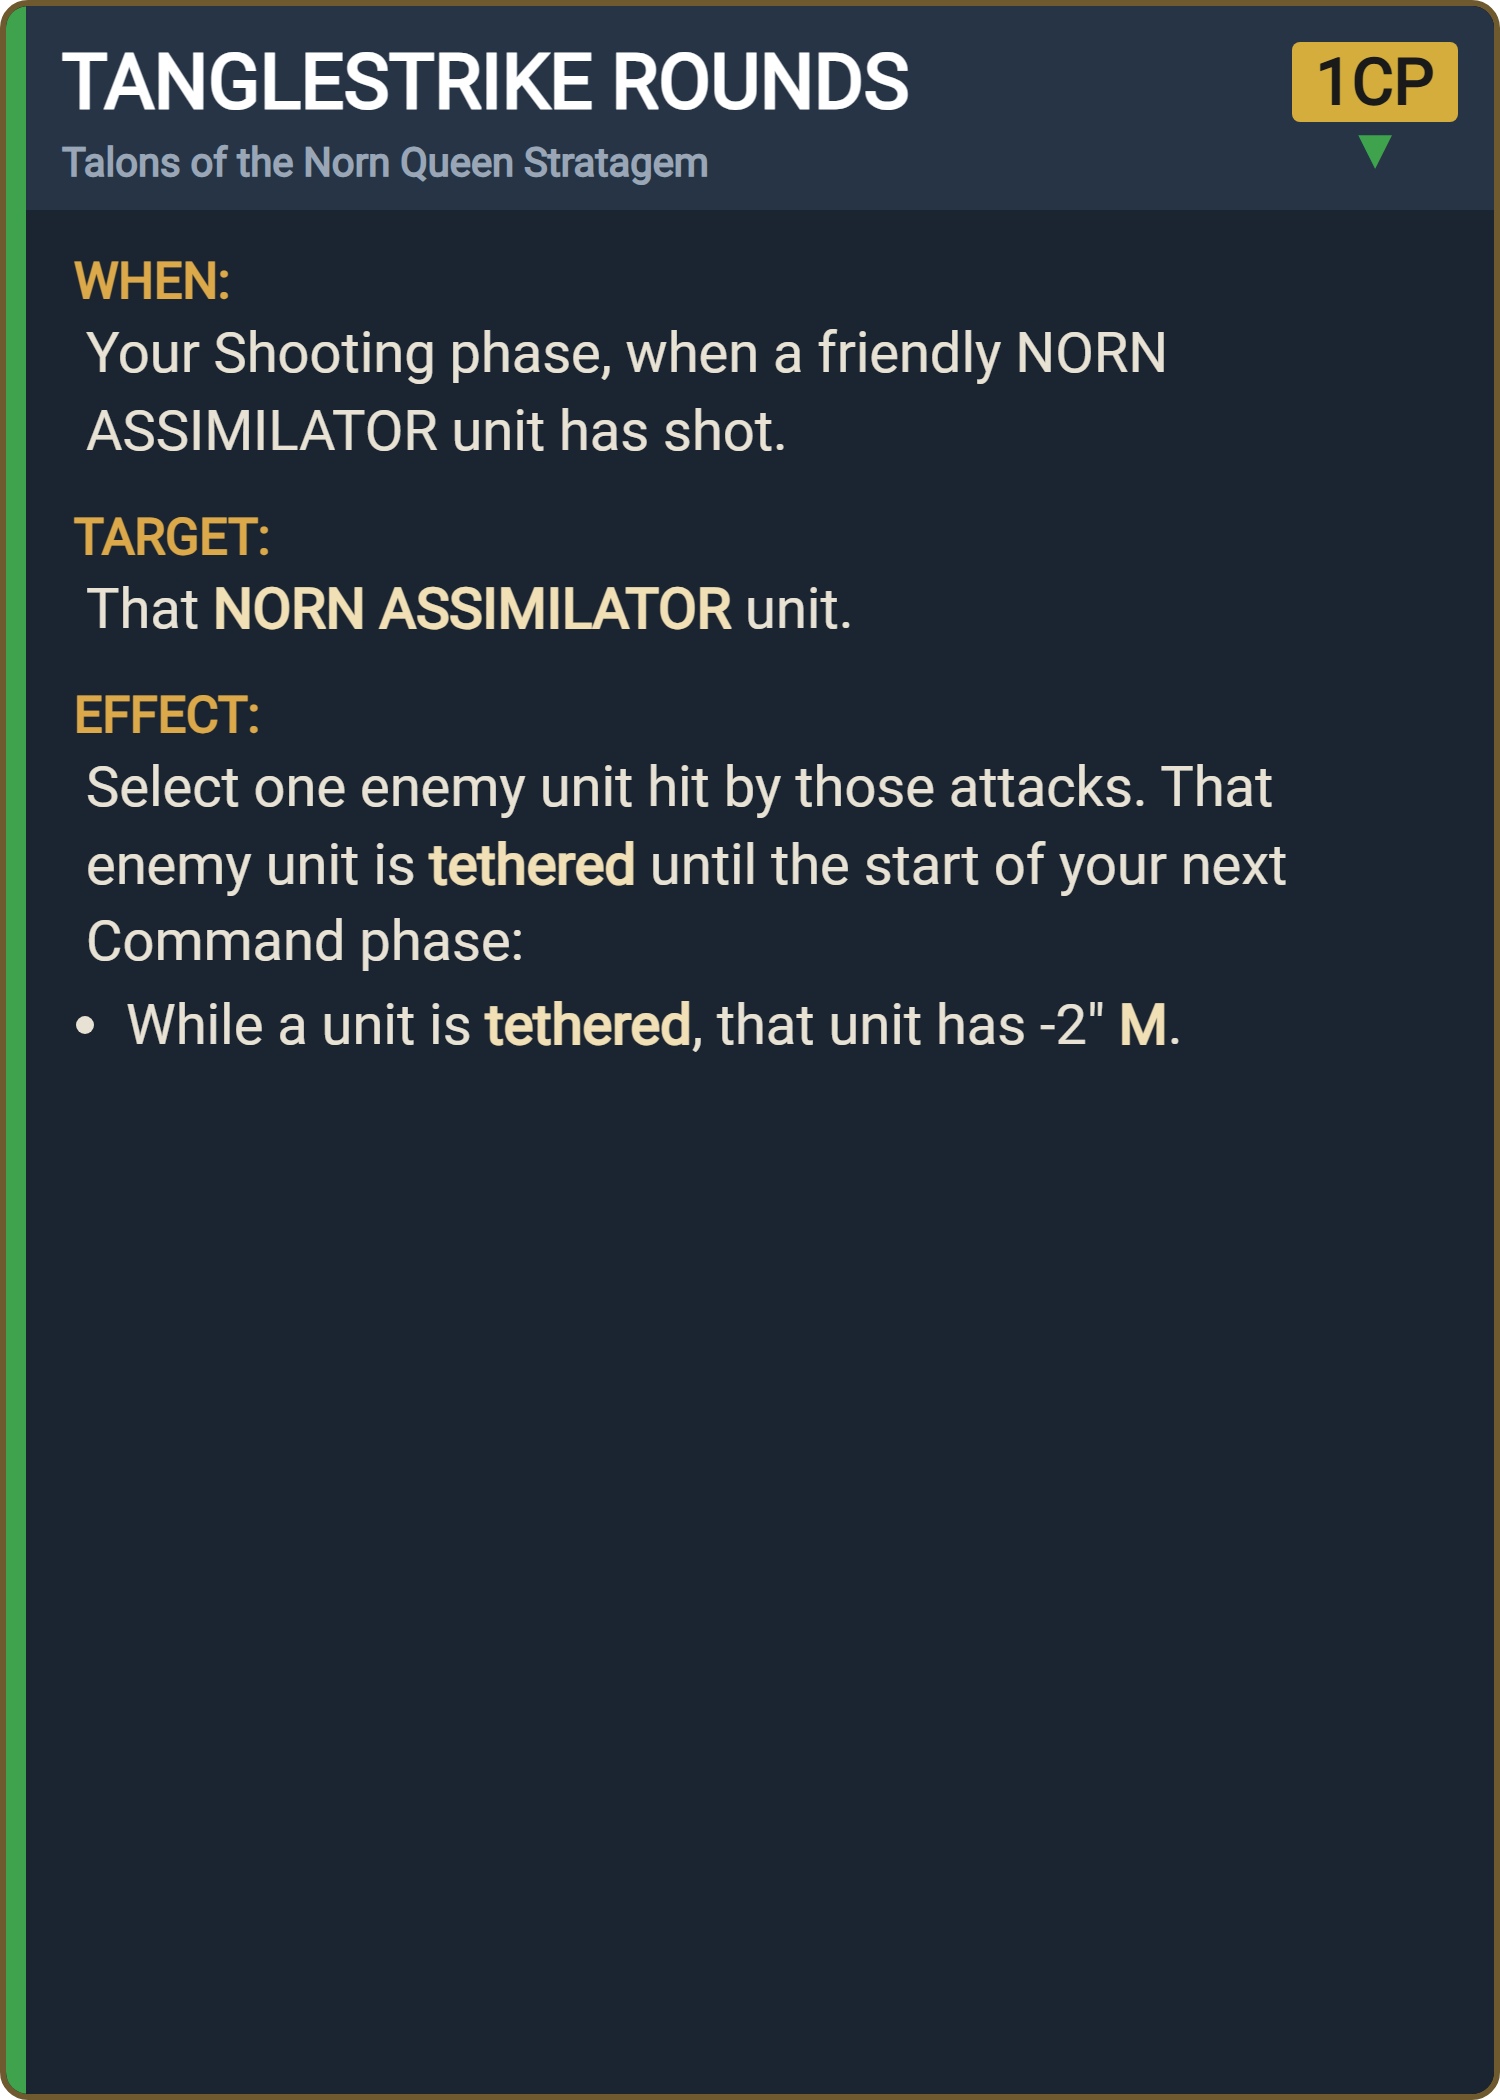 TANGLESTRIKE ROUNDS
1CP
Talons of the Norn Queen Stratagem
WHEN:
Your Shooting phase, when a friendly NORN
ASSIMILATOR unit has shot.
TARGET:
That NORN ASSIMILATOR unit.
EFFECT:
Select one enemy unit hit by those attacks. That
enemy unit is tethered until the start of your next
Command phase:
• While a unit is tethered, that unit has -2" M.